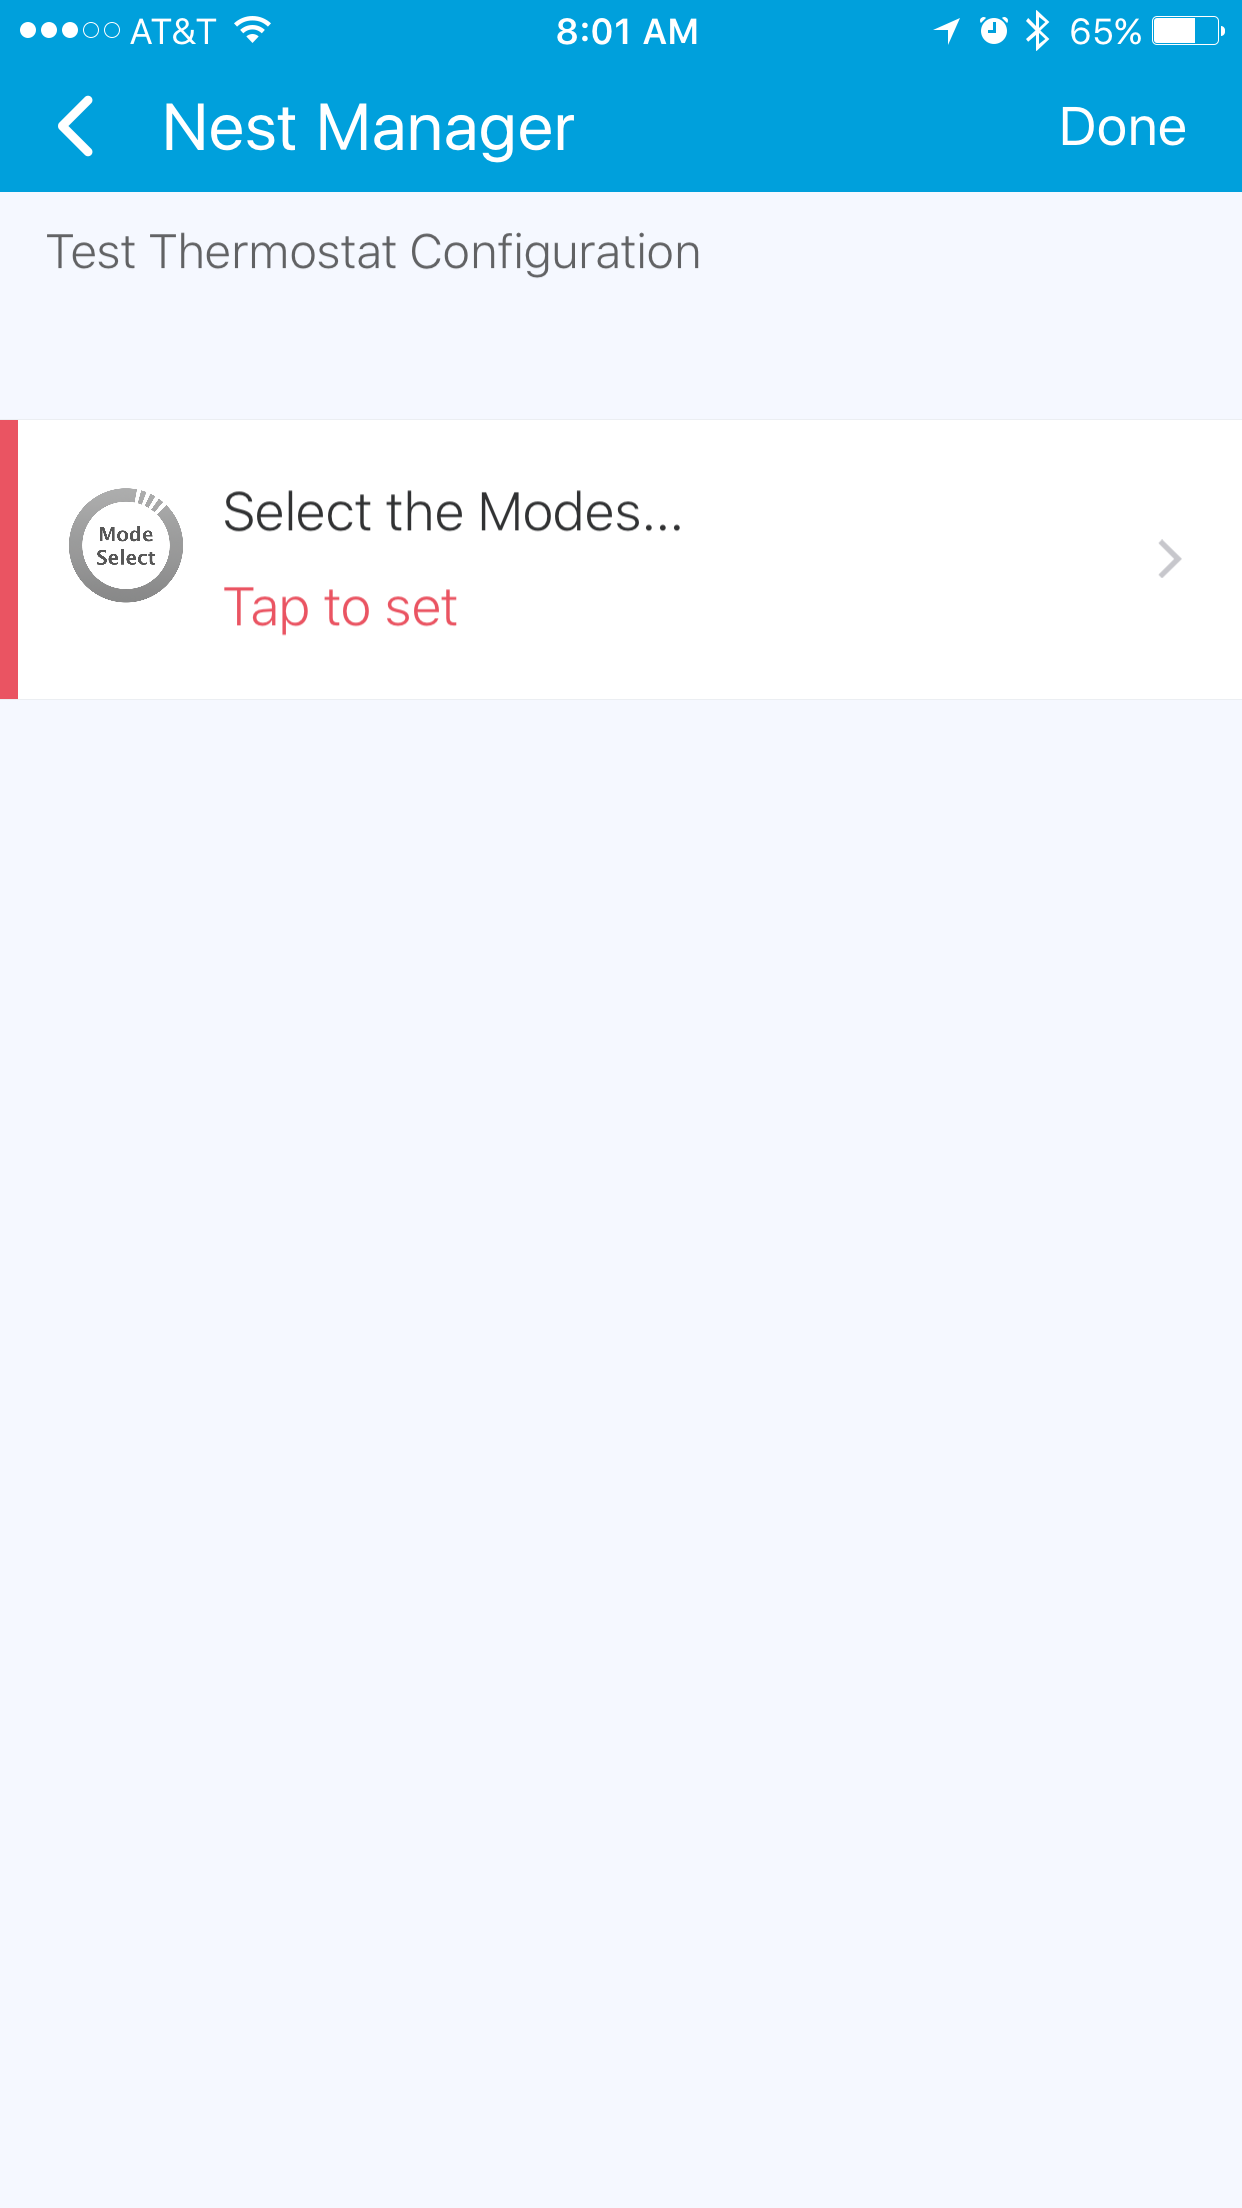 AT&T 8:01 AM 65%
Nest Manager Done
Test Thermostat Configuration
Mode
Select
Select the Modes...
Tap to set